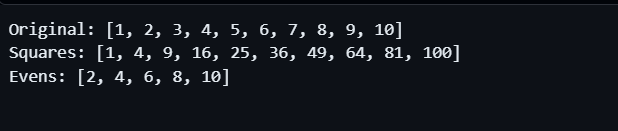 Original: [1, 2, 3, 4, 5, 6, 7, 8, 9, 10]
Squares: [1, 4, 9, 16, 25, 36, 49, 64, 81, 100]
Evens: [2, 4, 6, 8, 10]